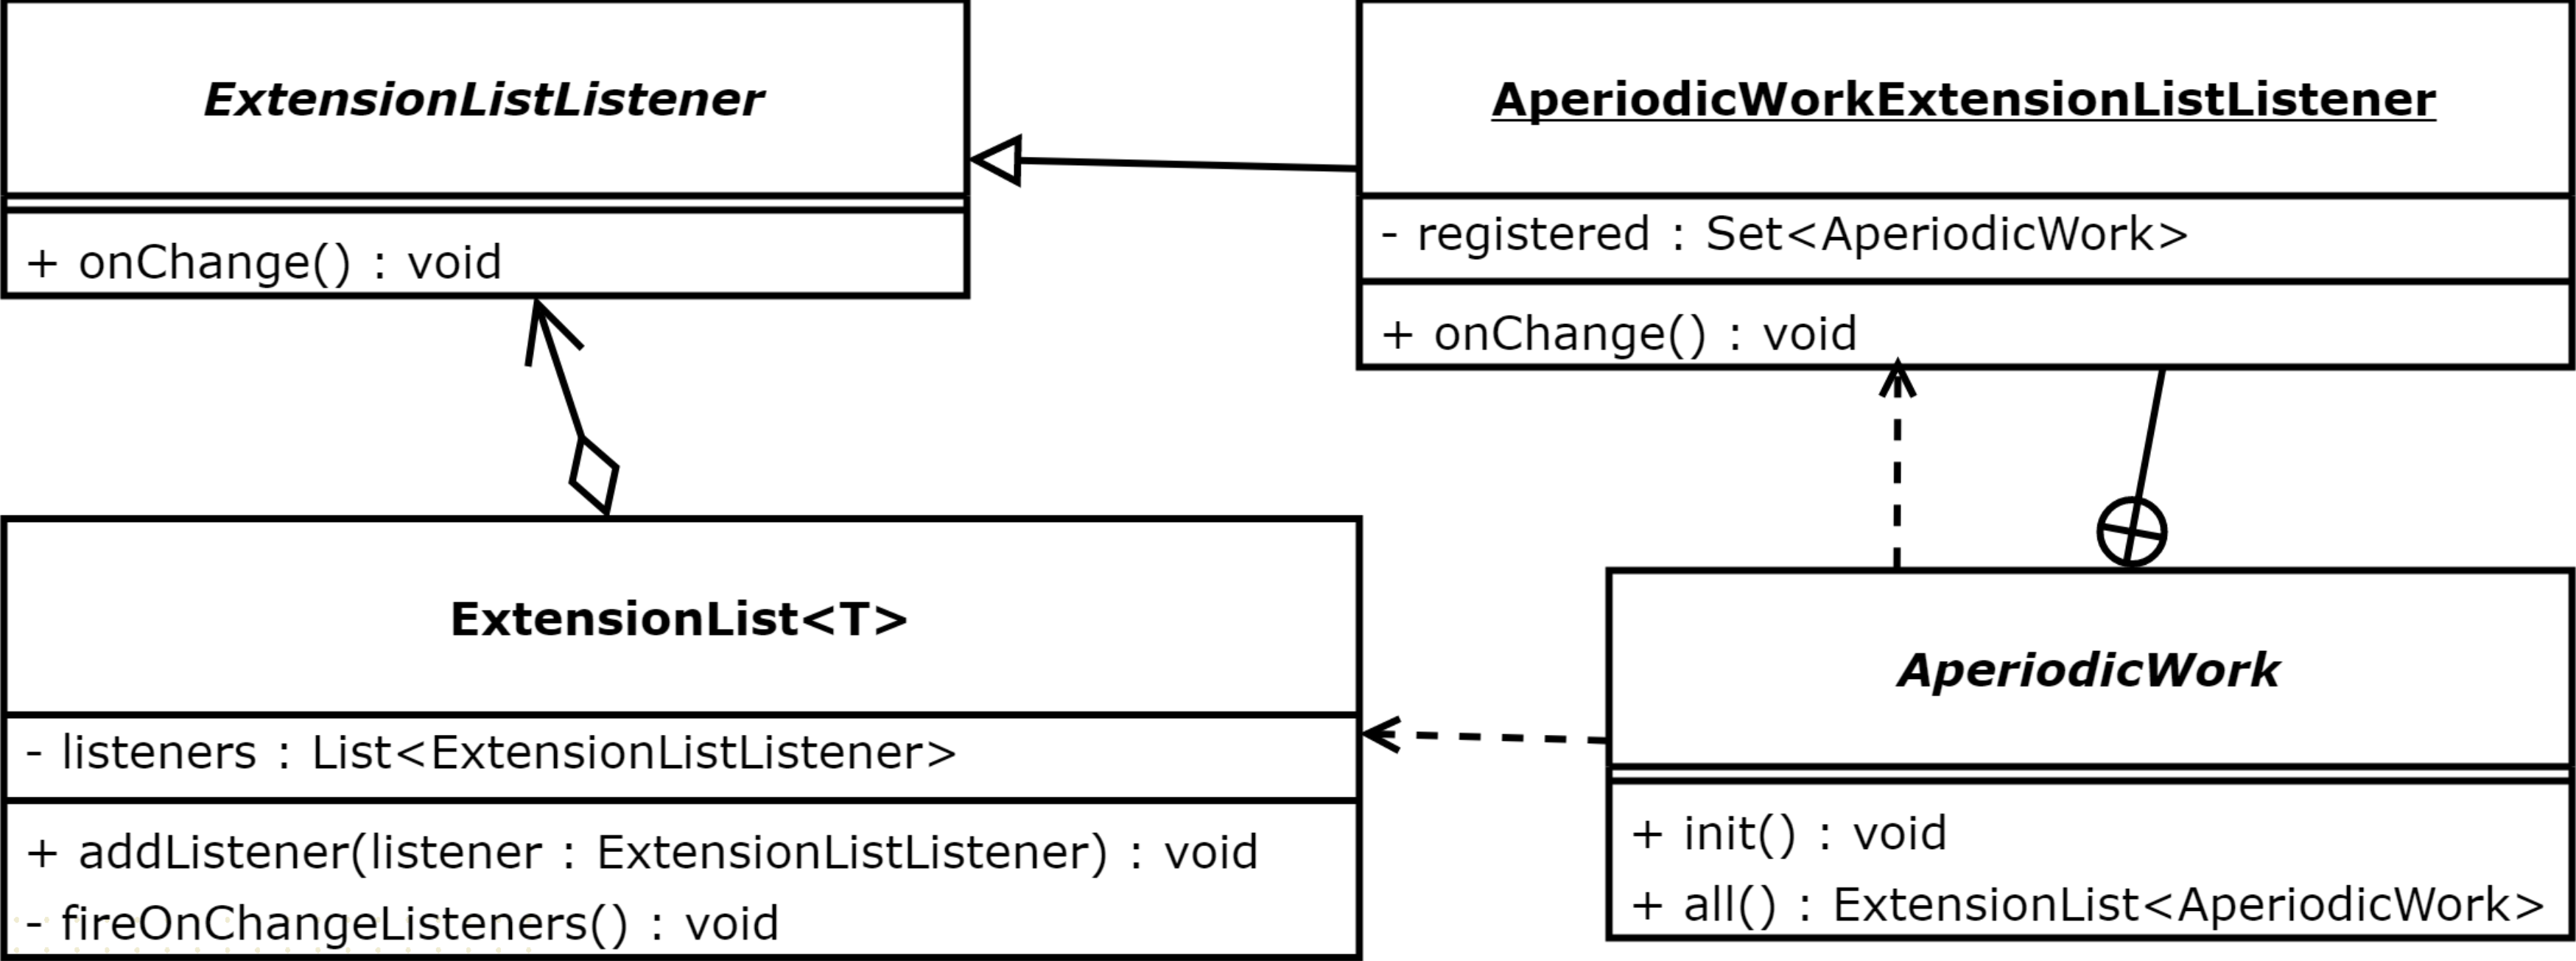 ExtensionListListener
+ onChange() : void
AperiodicWorkExtensionListListener
- registered : Set<AperiodicWork>
+ onChange() : void
ExtensionList<T>
- listeners : List<ExtensionListListener>
+ addListener(listener : ExtensionListListener) : void
- fireOnChangeListeners() : void
AperiodicWork
+ init() : void
+ all() : ExtensionList<AperiodicWork>